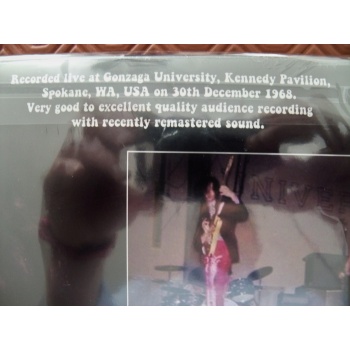 Recorded live at Gonzaga University, Kennedy Pavilion,
Spokane, WA, USA on 30th December 1968.
Very good to excellent quality audience recording
with recently remastered sound.
NIVE